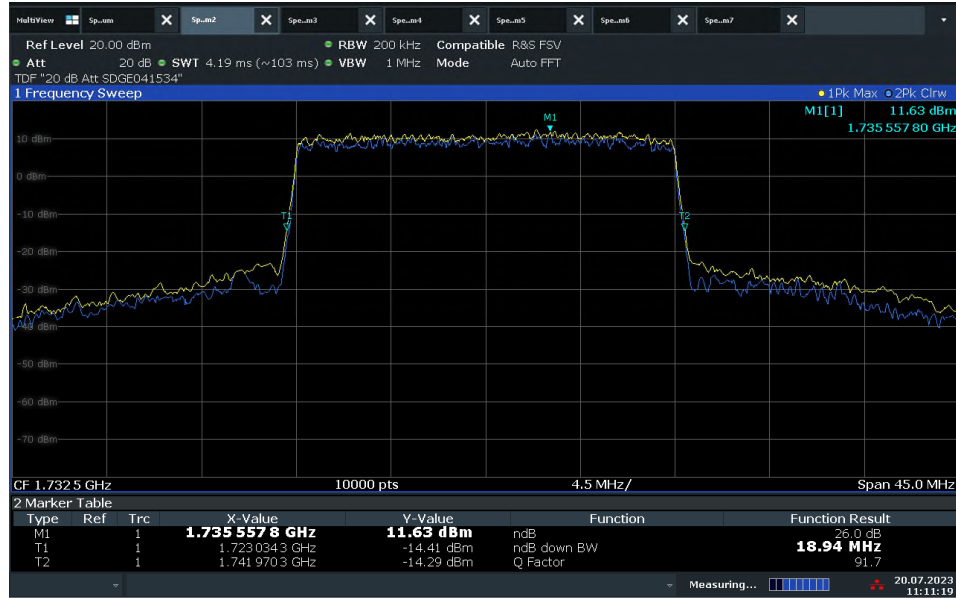 MultiView Sp..um Sp..m2 Spe..m3 Spe..m4 Spe..m5 Spe..m6 Spe..m7
Ref Level 20.00 dBm RBW 200 kHz Compatible R&S FSV
Att 20 dB SWT 4.19 ms (~103 ms) VBW 1 MHz Mode Auto FFT
TDF "20 dB Att SDGE041534"
1 Frequency Sweep 1Pk Max 2Pk Clrw
M1[1] 11.63 dBm
1.735 557 80 GHz
M1
10 dBm
0 dBm
T1 T2
-10 dBm
-20 dBm
-30 dBm
-40 dBm
-50 dBm
-60 dBm
-70 dBm
CF 1.732 5 GHz 10000 pts 4.5 MHz/ Span 45.0 MHz
2 Marker Table
Type Ref Trc X-Value Y-Value Function Function Result
M1 1 1.735 557 8 GHz 11.63 dBm ndB 26.0 dB
T1 1 1.723 034 3 GHz -14.41 dBm ndB down BW 18.94 MHz
T2 1 1.741 970 3 GHz -14.29 dBm Q Factor 91.7
Measuring... 20.07.2023
11:11:19